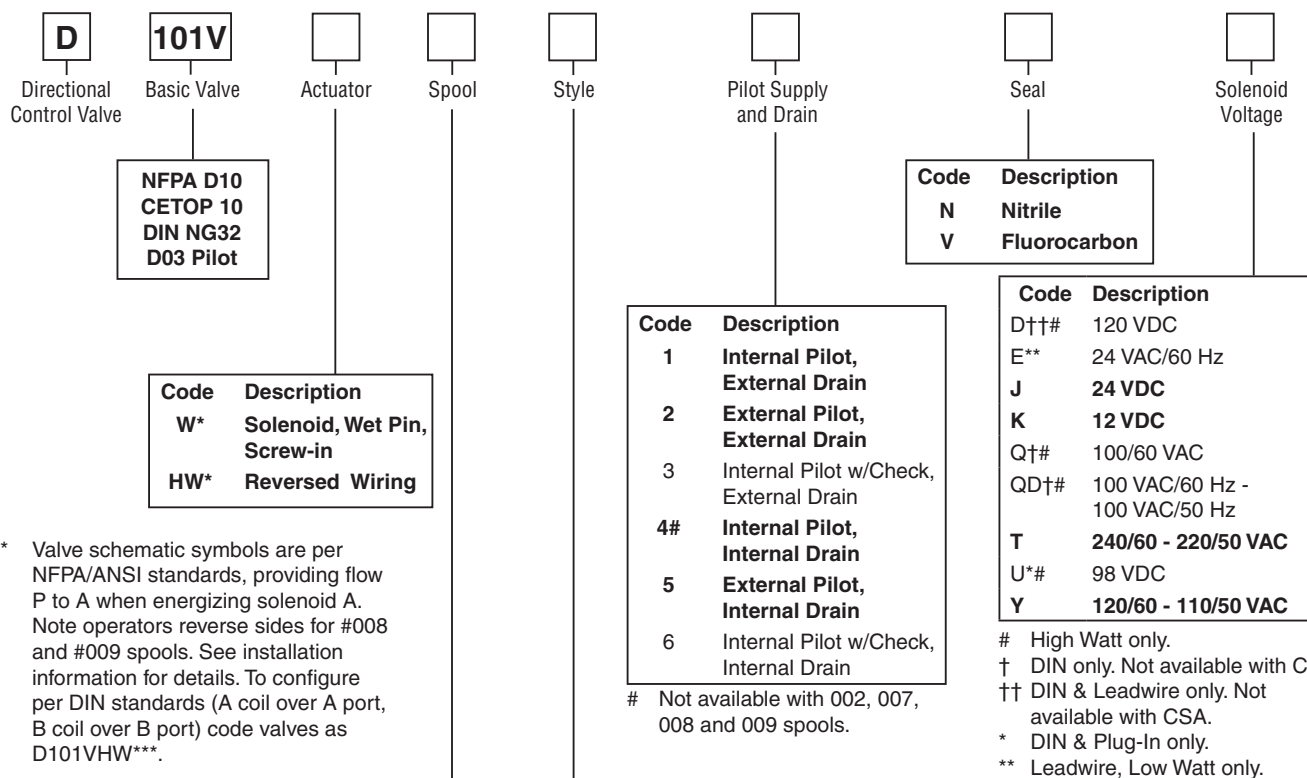 D 101V
Directional Control Valve
Basic Valve
Actuator
Spool
Style
Pilot Supply and Drain
Seal
Solenoid Voltage
NFPA D10
CETOP 10
DIN NG32
D03 Pilot
Code Description
W* Solenoid, Wet Pin,
Screw-in
HW* Reversed Wiring
* Valve schematic symbols are per
NFPA/ANSI standards, providing flow
P to A when energizing solenoid A.
Note operators reverse sides for #008
and #009 spools. See installation
information for details. To configure
per DIN standards (A coil over A port,
B coil over B port) code valves as
D101VHW***.
Code Description
1 Internal Pilot,
External Drain
2 External Pilot,
External Drain
3 Internal Pilot w/Check,
External Drain
4# Internal Pilot,
Internal Drain
5 External Pilot,
Internal Drain
6 Internal Pilot w/Check,
Internal Drain
# Not available with 002, 007,
008 and 009 spools.
Code Description
N Nitrile
V Fluorocarbon
Code Description
D††# 120 VDC
E** 24 VAC/60 Hz
J 24 VDC
K 12 VDC
Q†# 100/60 VAC
QD†# 100 VAC/60 Hz -
100 VAC/50 Hz
T 240/60 - 220/50 VAC
U*# 98 VDC
Y 120/60 - 110/50 VAC
# High Watt only.
† DIN only. Not available with C
†† DIN & Leadwire only. Not
available with CSA.
* DIN & Plug-In only.
** Leadwire, Low Watt only.